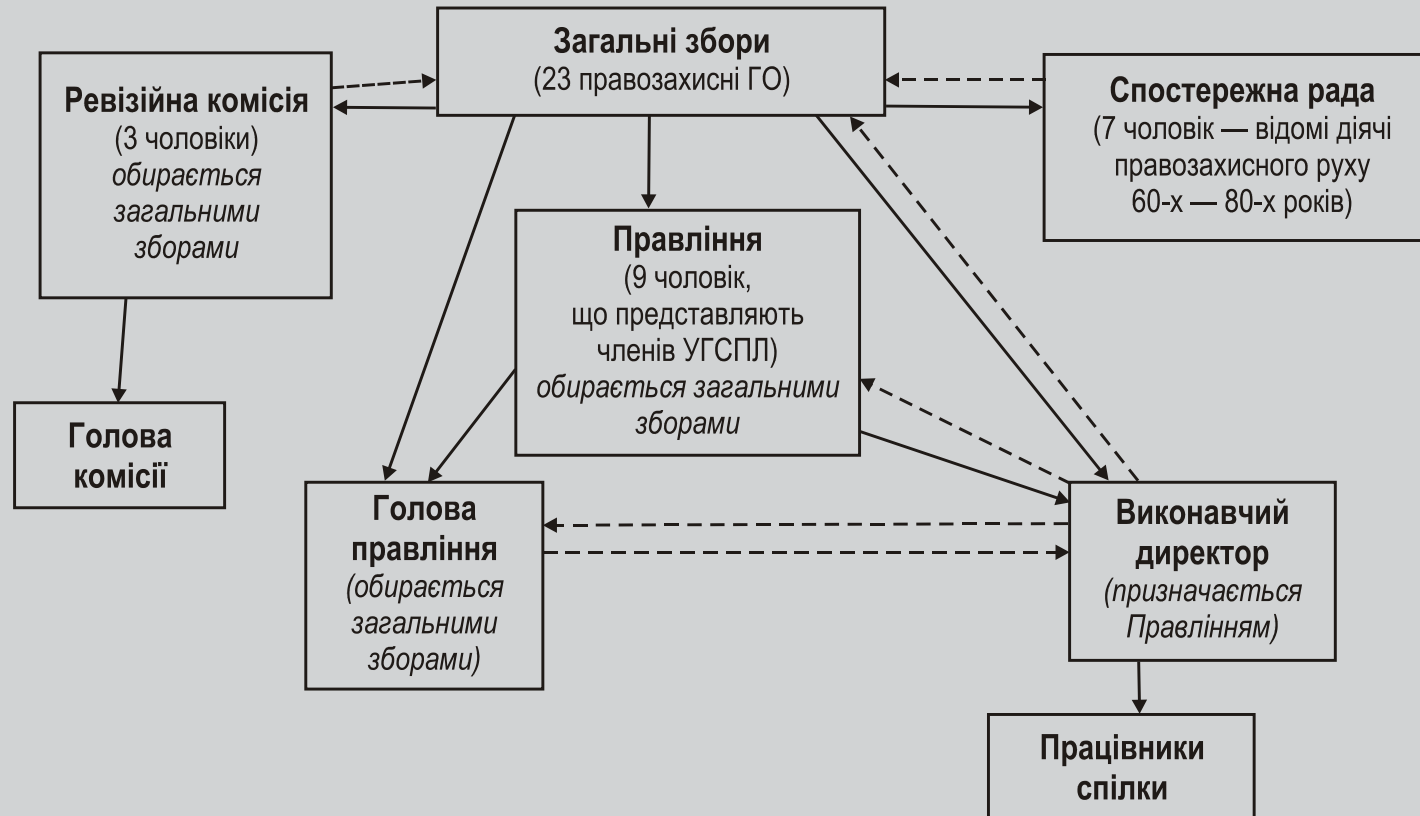 Загальні збори
(23 правозахисні ГО)
Ревізійна комісія
(3 чоловіки)
обирається
загальними
зборами
Спостережна рада
(7 чоловік — відомі діячі
правозахисного руху
60-х — 80-х років)
Правління
(9 чоловік,
що представляють
членів УГСПЛ)
обирається загальними
зборами
Голова
комісії
Голова
правління
(обирається
загальними
зборами)
Виконавчий
директор
(призначається
Правлінням)
Працівники
спілки